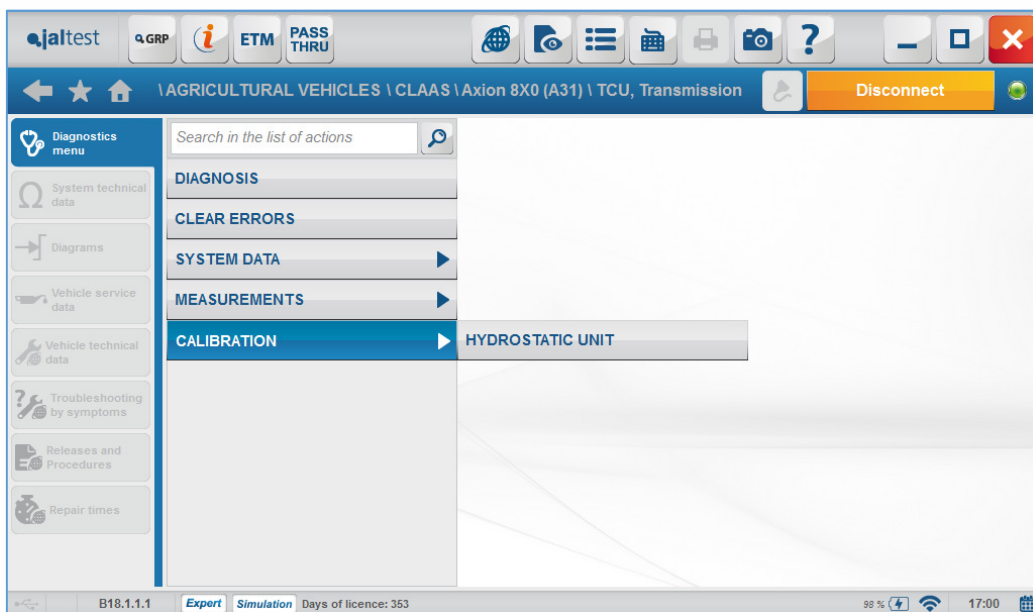 jaltest GRP i ETM PASS THRU ?
\AGRICULTURAL VEHICLES \ CLAAS \ Axion 8X0 (A31) \ TCU, Transmission Disconnect
Diagnostics menu
System technical data
Diagrams
Vehicle service data
Vehicle technical data
Troubleshooting by symptoms
Releases and Procedures
Repair times
Search in the list of actions
DIAGNOSIS
CLEAR ERRORS
SYSTEM DATA
MEASUREMENTS
CALIBRATION HYDROSTATIC UNIT
B18.1.1.1 Expert Simulation Days of licence: 353 98 % 17:00